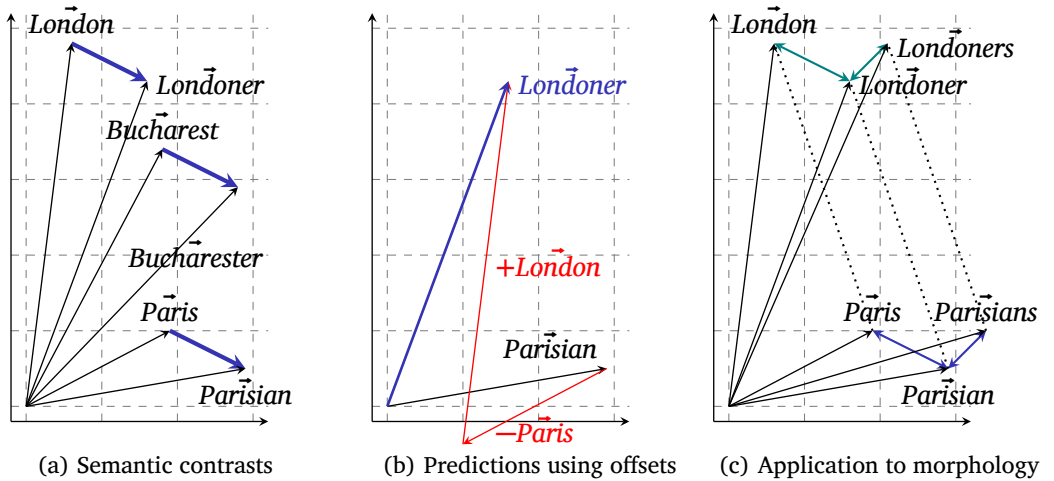 London
Londoner
Bucharest
Bucharester
Paris
Parisian
(a) Semantic contrasts
Londoner
+London
Parisian
—Paris
(b) Predictions using offsets
London
Londoners
Londoner
Paris
Parisians
Parisian
(c) Application to morphology